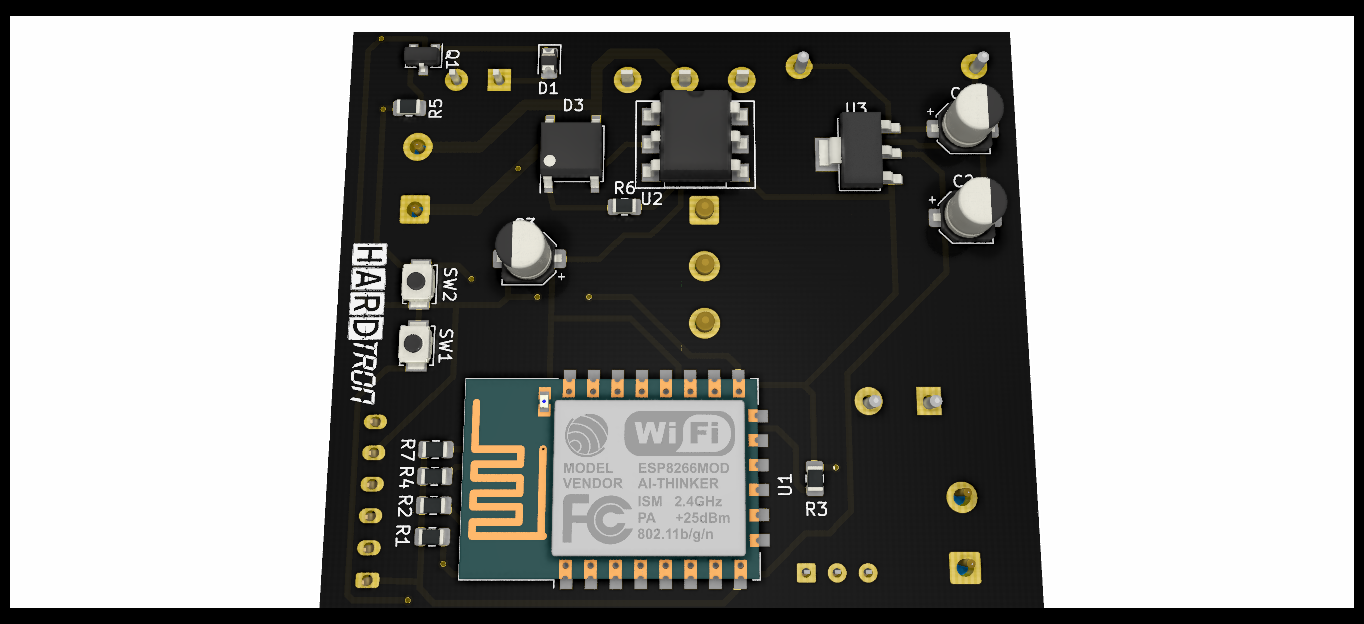 Q1
D1
R5
D3
U3
R6
U2
C2
+
+
+
HARDTRON
SW2
SW1
MODEL ESP8266MOD
VENDOR AI-THINKER
WiFi
FC
ISM 2.4GHz
PA +25dBm
802.11b/g/n
R7
R4
R2
R1
U1
R3